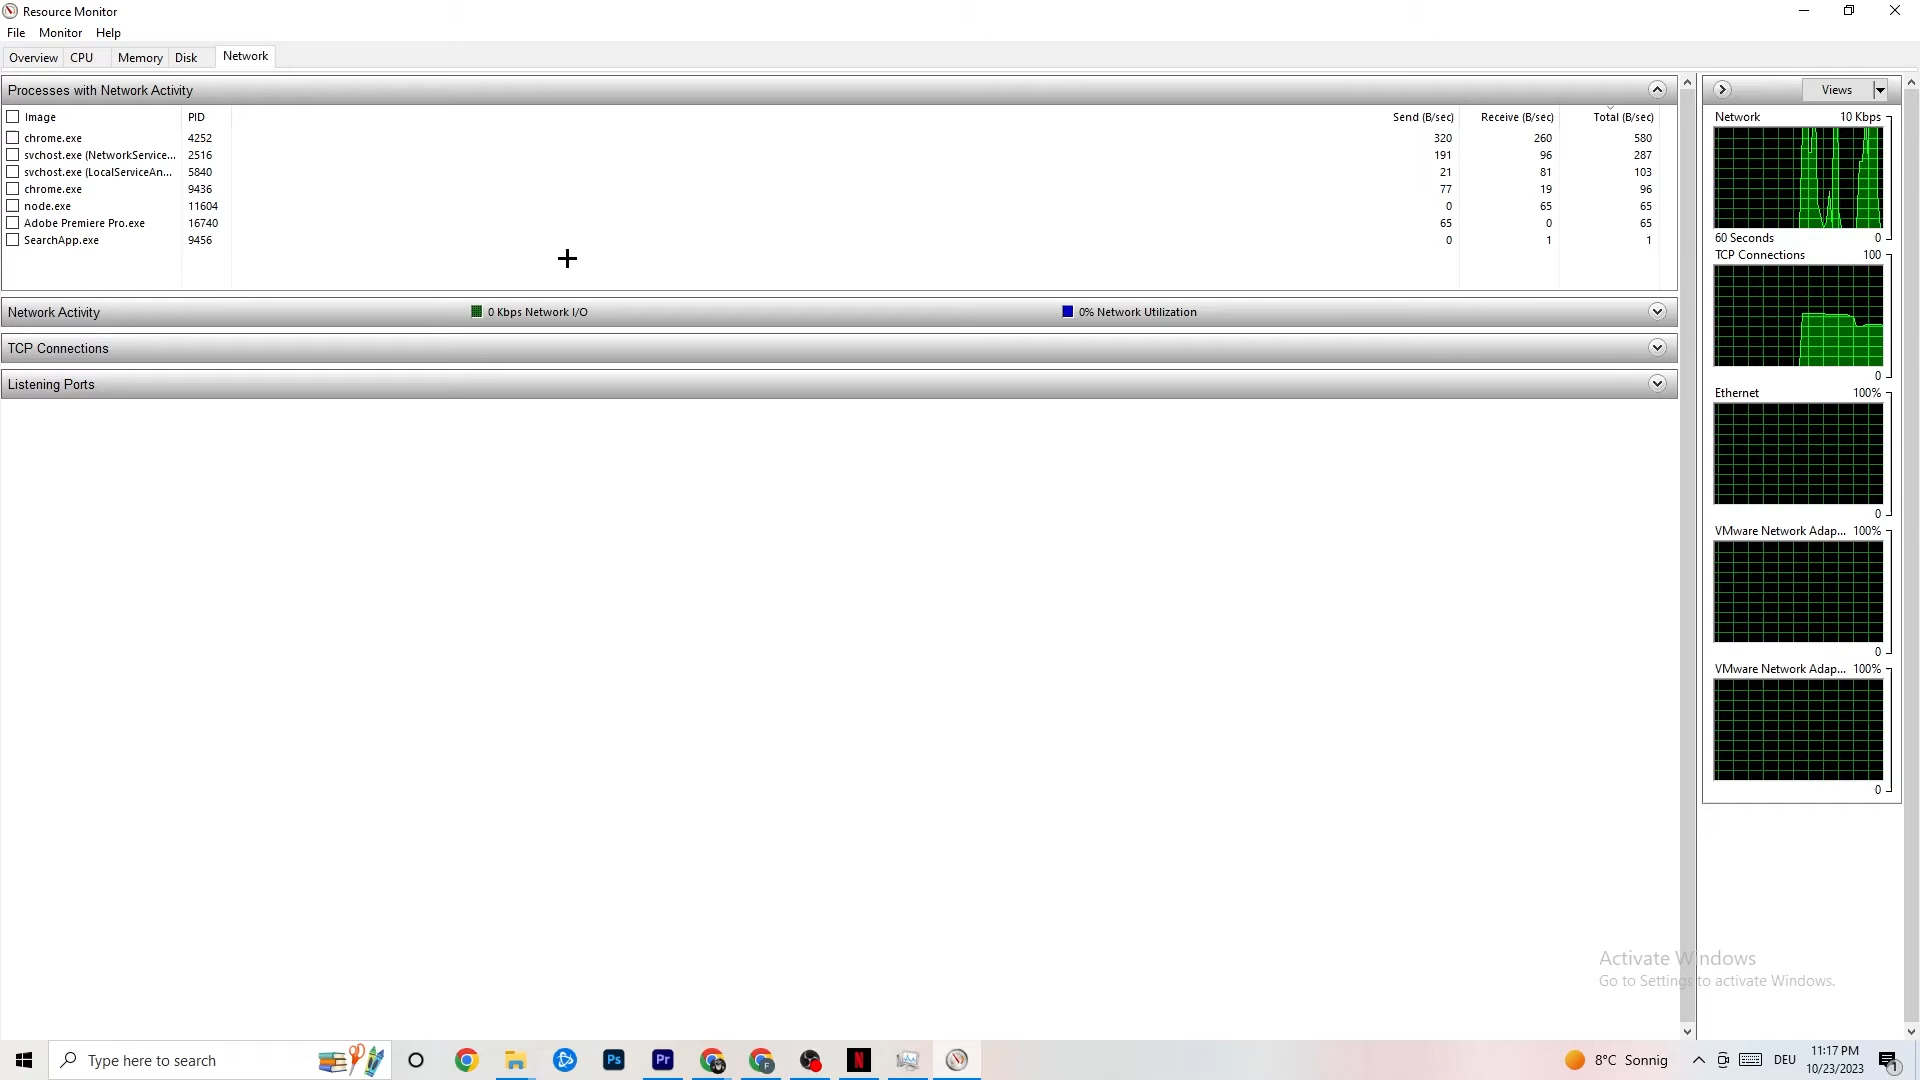 Resource Monitor
File Monitor Help
Overview CPU Memory Disk Network
Processes with Network Activity
Image PID Send (B/sec) Receive (B/sec) Total (B/sec)
chrome.exe 4252 320 260 580
svchost.exe (NetworkService... 2516 191 96 287
svchost.exe (LocalServiceAn... 5840 21 81 103
chrome.exe 9436 77 19 96
node.exe 11604 0 65 65
Adobe Premiere Pro.exe 16740 65 0 65
SearchApp.exe 9456 0 1 1
Network Activity 0 Kbps Network I/O 0% Network Utilization
TCP Connections
Listening Ports
Views
Network 10 Kbps
60 Seconds 0
TCP Connections 100
0
Ethernet 100%
0
VMware Network Adap... 100%
0
VMware Network Adap... 100%
0
Activate Windows
Go to Settings to activate Windows.
Type here to search
Ps
Pr
F
N
8°C Sonnig
DEU
11:17 PM
10/23/2023
1